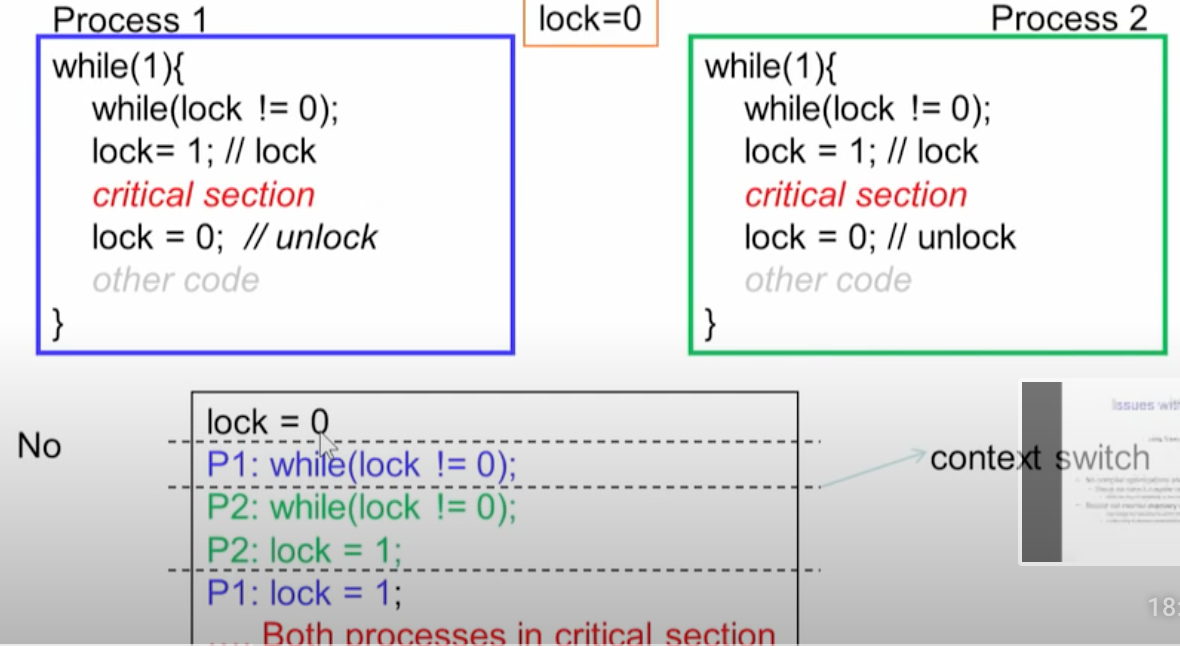 Process 1
lock=0
Process 2
while(1){
while(lock != 0);
lock= 1; // lock
critical section
lock = 0; // unlock
other code
}
while(1){
while(lock != 0);
lock = 1; // lock
critical section
lock = 0; // unlock
other code
}
No
lock = 0
P1: while(lock != 0);
P2: while(lock != 0);
P2: lock = 1;
P1: lock = 1;
.... Both processes in critical section
context switch
Issues
18: